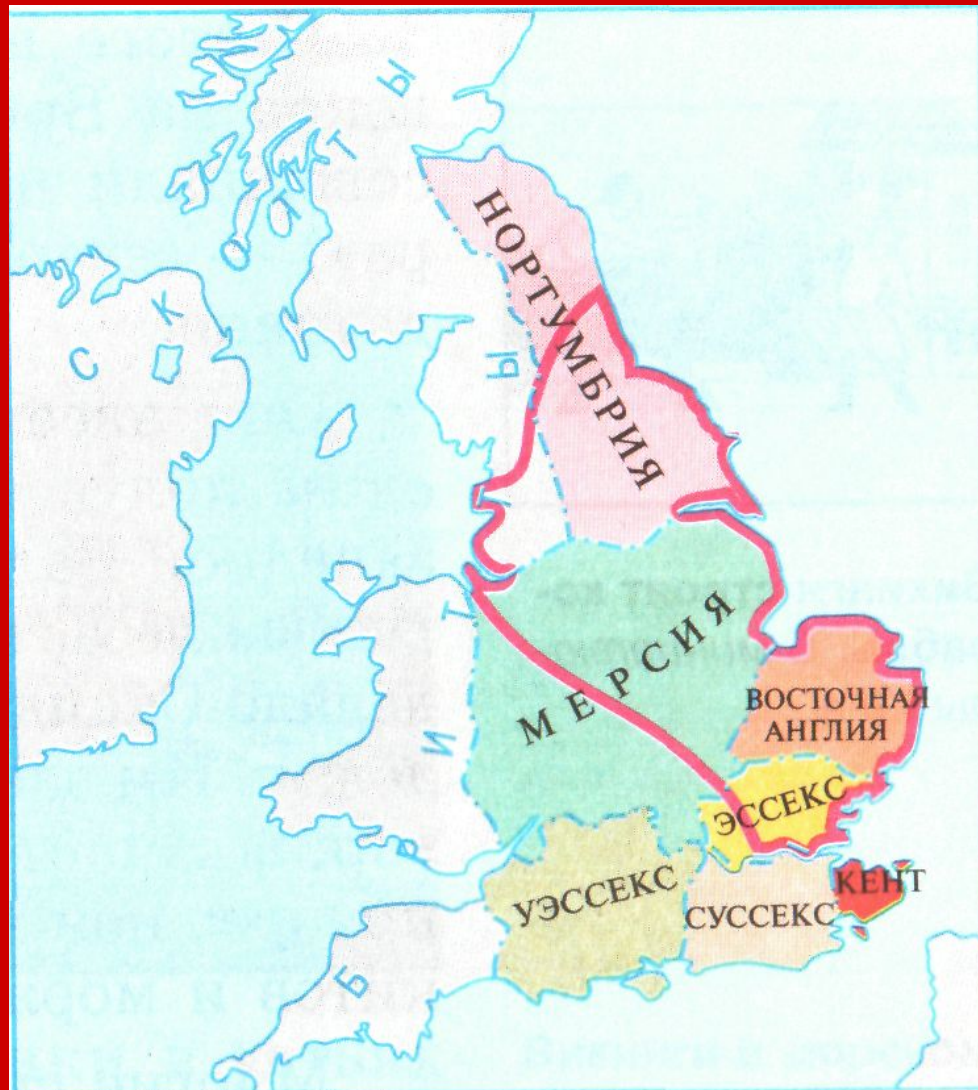 С К О Т Т Ы
НОРТУМБРИЯ
Б И Т Ы
МЕРСИЯ
ВОСТОЧНАЯ
АНГЛИЯ
ЭССЕКС
КЕНТ
УЭССЕКС
СУССЕКС